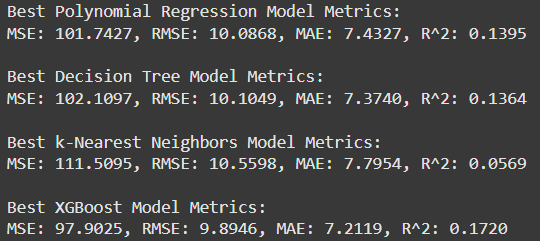 Best Polynomial Regression Model Metrics:
MSE: 101.7427, RMSE: 10.0868, MAE: 7.4327, R^2: 0.1395
Best Decision Tree Model Metrics:
MSE: 102.1097, RMSE: 10.1049, MAE: 7.3740, R^2: 0.1364
Best k-Nearest Neighbors Model Metrics:
MSE: 111.5095, RMSE: 10.5598, MAE: 7.7954, R^2: 0.0569
Best XGBoost Model Metrics:
MSE: 97.9025, RMSE: 9.8946, MAE: 7.2119, R^2: 0.1720